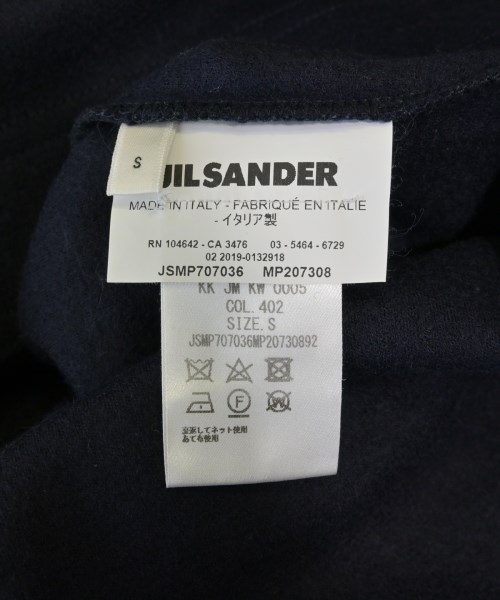 S
JIL SANDER
MADE IN ITALY - FABRIQUÉ EN ITALIE
- イタリア製
RN 104642 - CA 3476 03 - 5464 - 6729
02 2019-0132918
JSMP707036 MP207308
KK JM KW 0005
COL.402
SIZE.S
JSMP707036MP20730892
F
裏返してネット使用
あて布使用